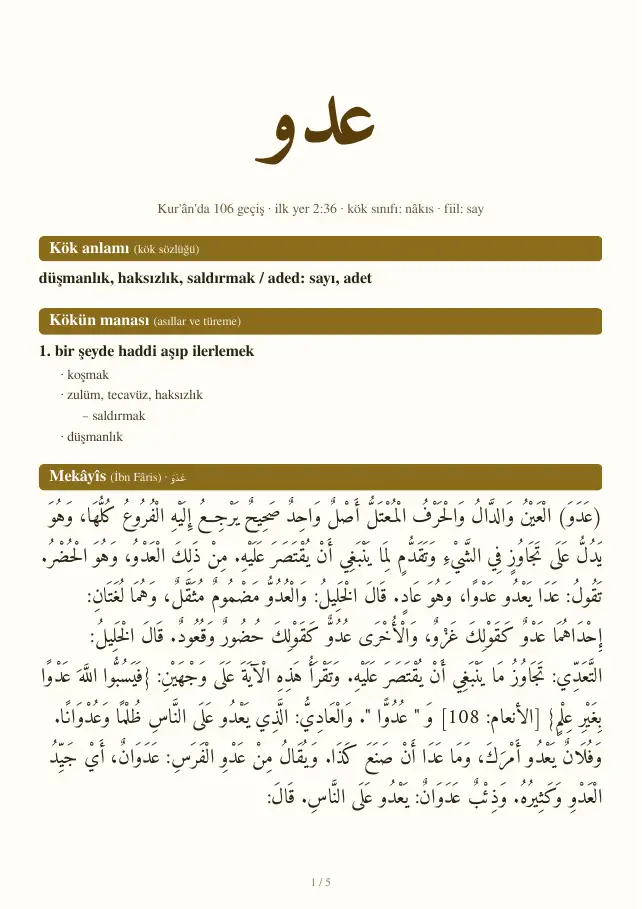 عدو
Kur'ân'da 106 geçiş · ilk yer 2:36 · kök sınıfı: nâkıs · fiil: say
Kök anlamı (kök sözlüğü)
düşmanlık, haksızlık, saldırmak / aded: sayı, adet
Kökün manası (asıllar ve türeme)
1. bir şeyde haddi aşıp ilerlemek
· koşmak
· zulüm, tecavüz, haksızlık
– saldırmak
· düşmanlık
Mekâyîs (İbn Fâris) · عَدَوَ
(عَدَوَ) الْعَيْنُ وَالدَّالُ وَالْحَرْفُ الْمُعْتَلُّ أَصْلٌ وَاحِدٌ صَحِيحٌ يَرْجِعُ إِلَيْهِ الْفُرُوعُ كُلُّهَا، وَهُوَ
يَدُلُّ عَلَى تَجَاوُزٍ فِي الشَّيْءِ وَتَقَدُّمٍ لِمَا يَنْبَغِي أَنْ يُقْتَصَرَ عَلَيْهِ. مِنْ ذَلِكَ الْعَدْوُ، وَهُوَ الْحُضْرُ.
تَقُولُ: عَدَا يَعْدُو عَدْوًا، وَهُوَ عَادٍ. قَالَ الْخَلِيلُ: وَالْعُدُوُّ مَضْمُومٌ مُثَقَّلٌ، وَهُمَا لُغَتَانِ:
إِحْدَاهُمَا عَدْوٌ كَقَوْلِكَ غَزْوٌ، وَالْأُخْرَى عُدُوٌّ كَقَوْلِكَ حُضُورٌ وَقُعُودٌ. قَالَ الْخَلِيلُ:
التَّعَدِّي: تَجَاوُزُ مَا يَنْبَغِي أَنْ يُقْتَصَرَ عَلَيْهِ. وَتَقْرَأُ هَذِهِ الْآيَةَ عَلَى وَجْهَيْنِ: {فَيَسُبُّوا اللَّهَ عَدْوًا
بِغَيْرِ عِلْمٍ} [الأنعام: 108] وَ " عُدُوًّا ". وَالْعَادِيُّ: الَّذِي يَعْدُو عَلَى النَّاسِ ظُلْمًا وَعُدْوَانًا.
وَفُلَانٌ يَعْدُو أَمْرَكَ، وَمَا عَدَا أَنْ صَنَعَ كَذَا. وَيُقَالُ مِنْ عَدْوِ الْفَرَسِ: عَدَوَانٌ، أَيْ جَيِّدُ
الْعَدْوِ وَكَثِيرُهُ. وَذِئْبٌ عَدَوَانٌ: يَعْدُو عَلَى النَّاسِ. قَالَ:
1 / 5